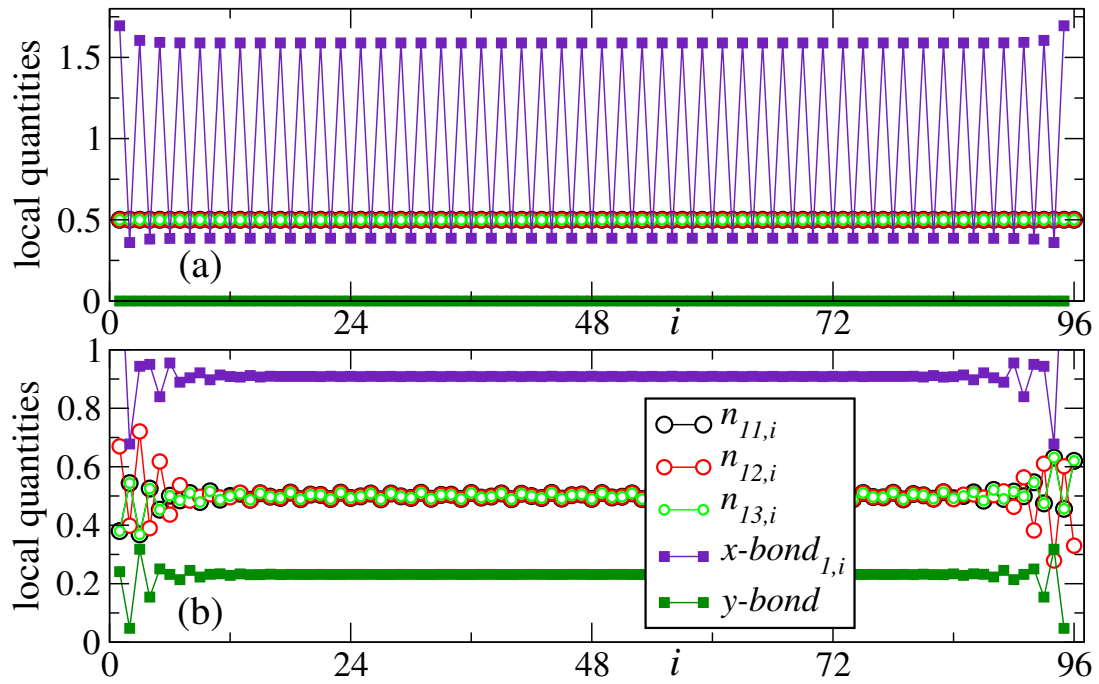 local quantities
1.5
1
0.5
0
(a)
0 24 48 i 72 96
local quantities
1
0.8
0.6
0.4
0.2
0
(b)
n11,i
n12,i
n13,i
x-bond1,i
y-bond
0 24 48 i 72 96